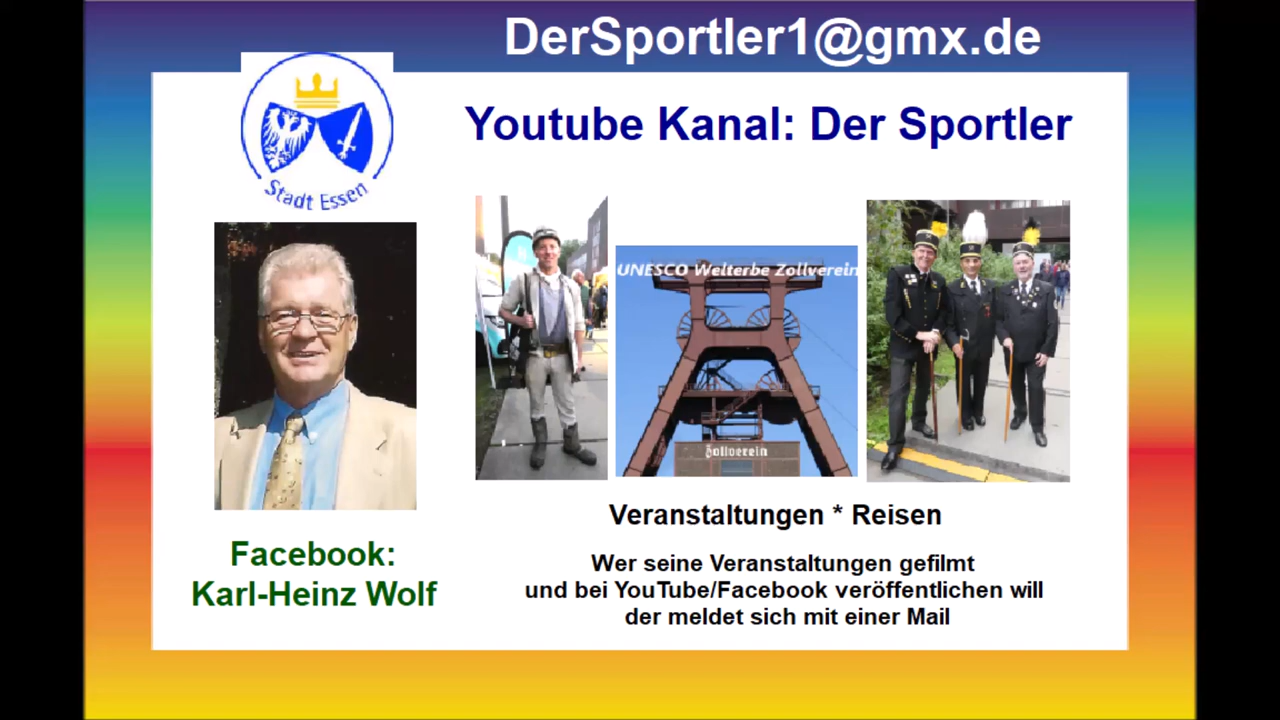 DerSportler1@gmx.de
Youtube Kanal: Der Sportler
Stadt Essen
UNESCO Welterbe Zollverein
Zollverein
Veranstaltungen * Reisen
Facebook:
Karl-Heinz Wolf
Wer seine Veranstaltungen gefilmt
und bei YouTube/Facebook veröffentlichen will
der meldet sich mit einer Mail